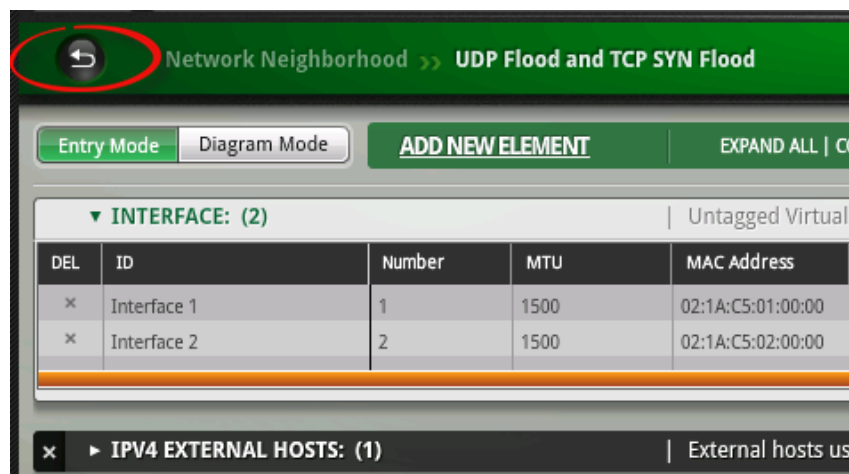 Network Neighborhood >> UDP Flood and TCP SYN Flood
Entry Mode Diagram Mode ADD NEW ELEMENT EXPAND ALL |
▼ INTERFACE: (2) | Untagged Virtual
DEL ID Number MTU MAC Address
× Interface 1 1 1500 02:1A:C5:01:00:00
× Interface 2 2 1500 02:1A:C5:02:00:00
× ► IPV4 EXTERNAL HOSTS: (1) | External hosts us